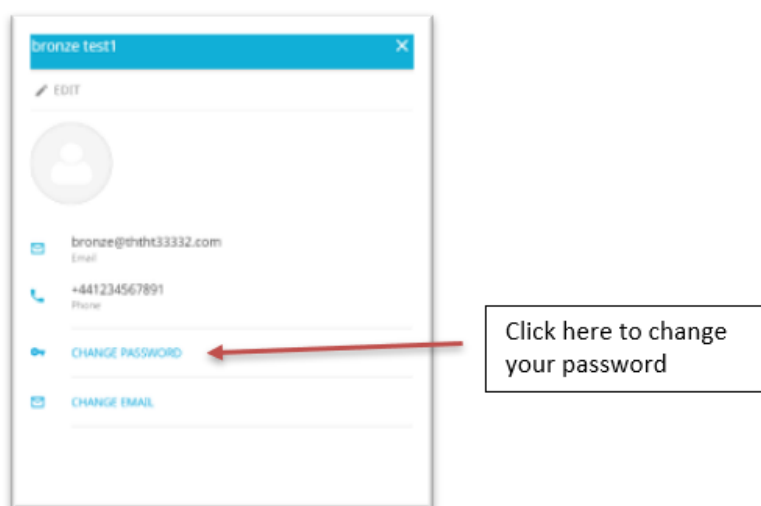 bronze test1
EDIT
bronze@ththt33332.com
Email
+441234567891
Phone
CHANGE PASSWORD
CHANGE EMAIL
Click here to change
your password